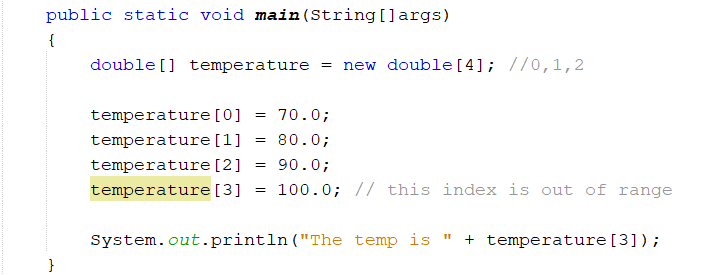 public static void main(String[]args)
{
double[] temperature = new double[4]; //0,1,2
temperature[0] = 70.0;
temperature[1] = 80.0;
temperature[2] = 90.0;
temperature[3] = 100.0; // this index is out of range
System.out.println("The temp is " + temperature[3]);
}